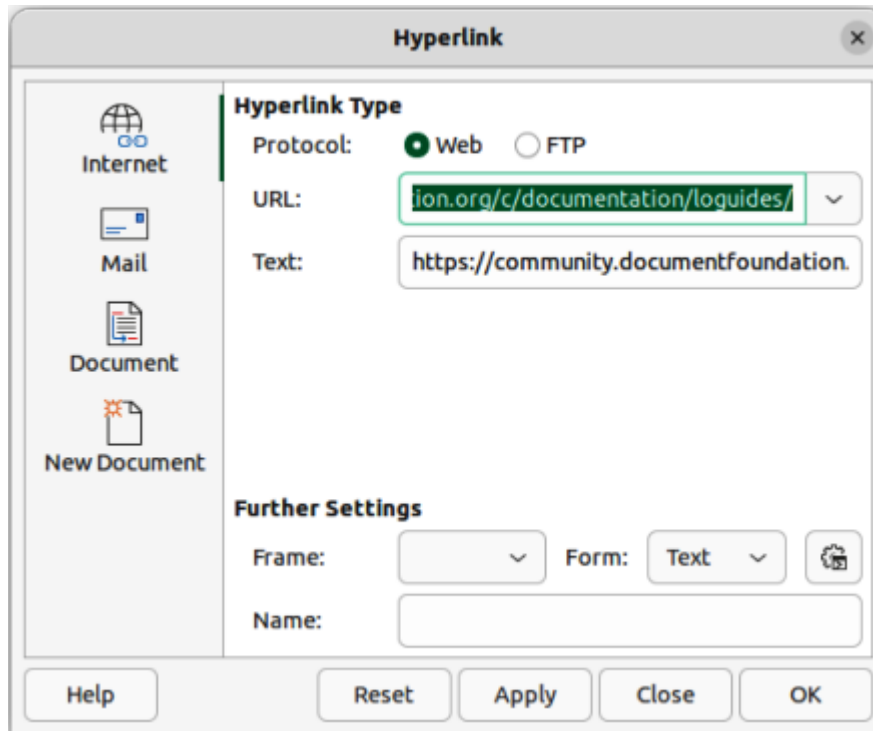 Hyperlink
Internet
Mail
Document
New Document
Hyperlink Type
Protocol: Web FTP
URL: ion.org/c/documentation/loguides/
Text: https://community.documentfoundation.
Further Settings
Frame: Form: Text
Name:
Help Reset Apply Close OK